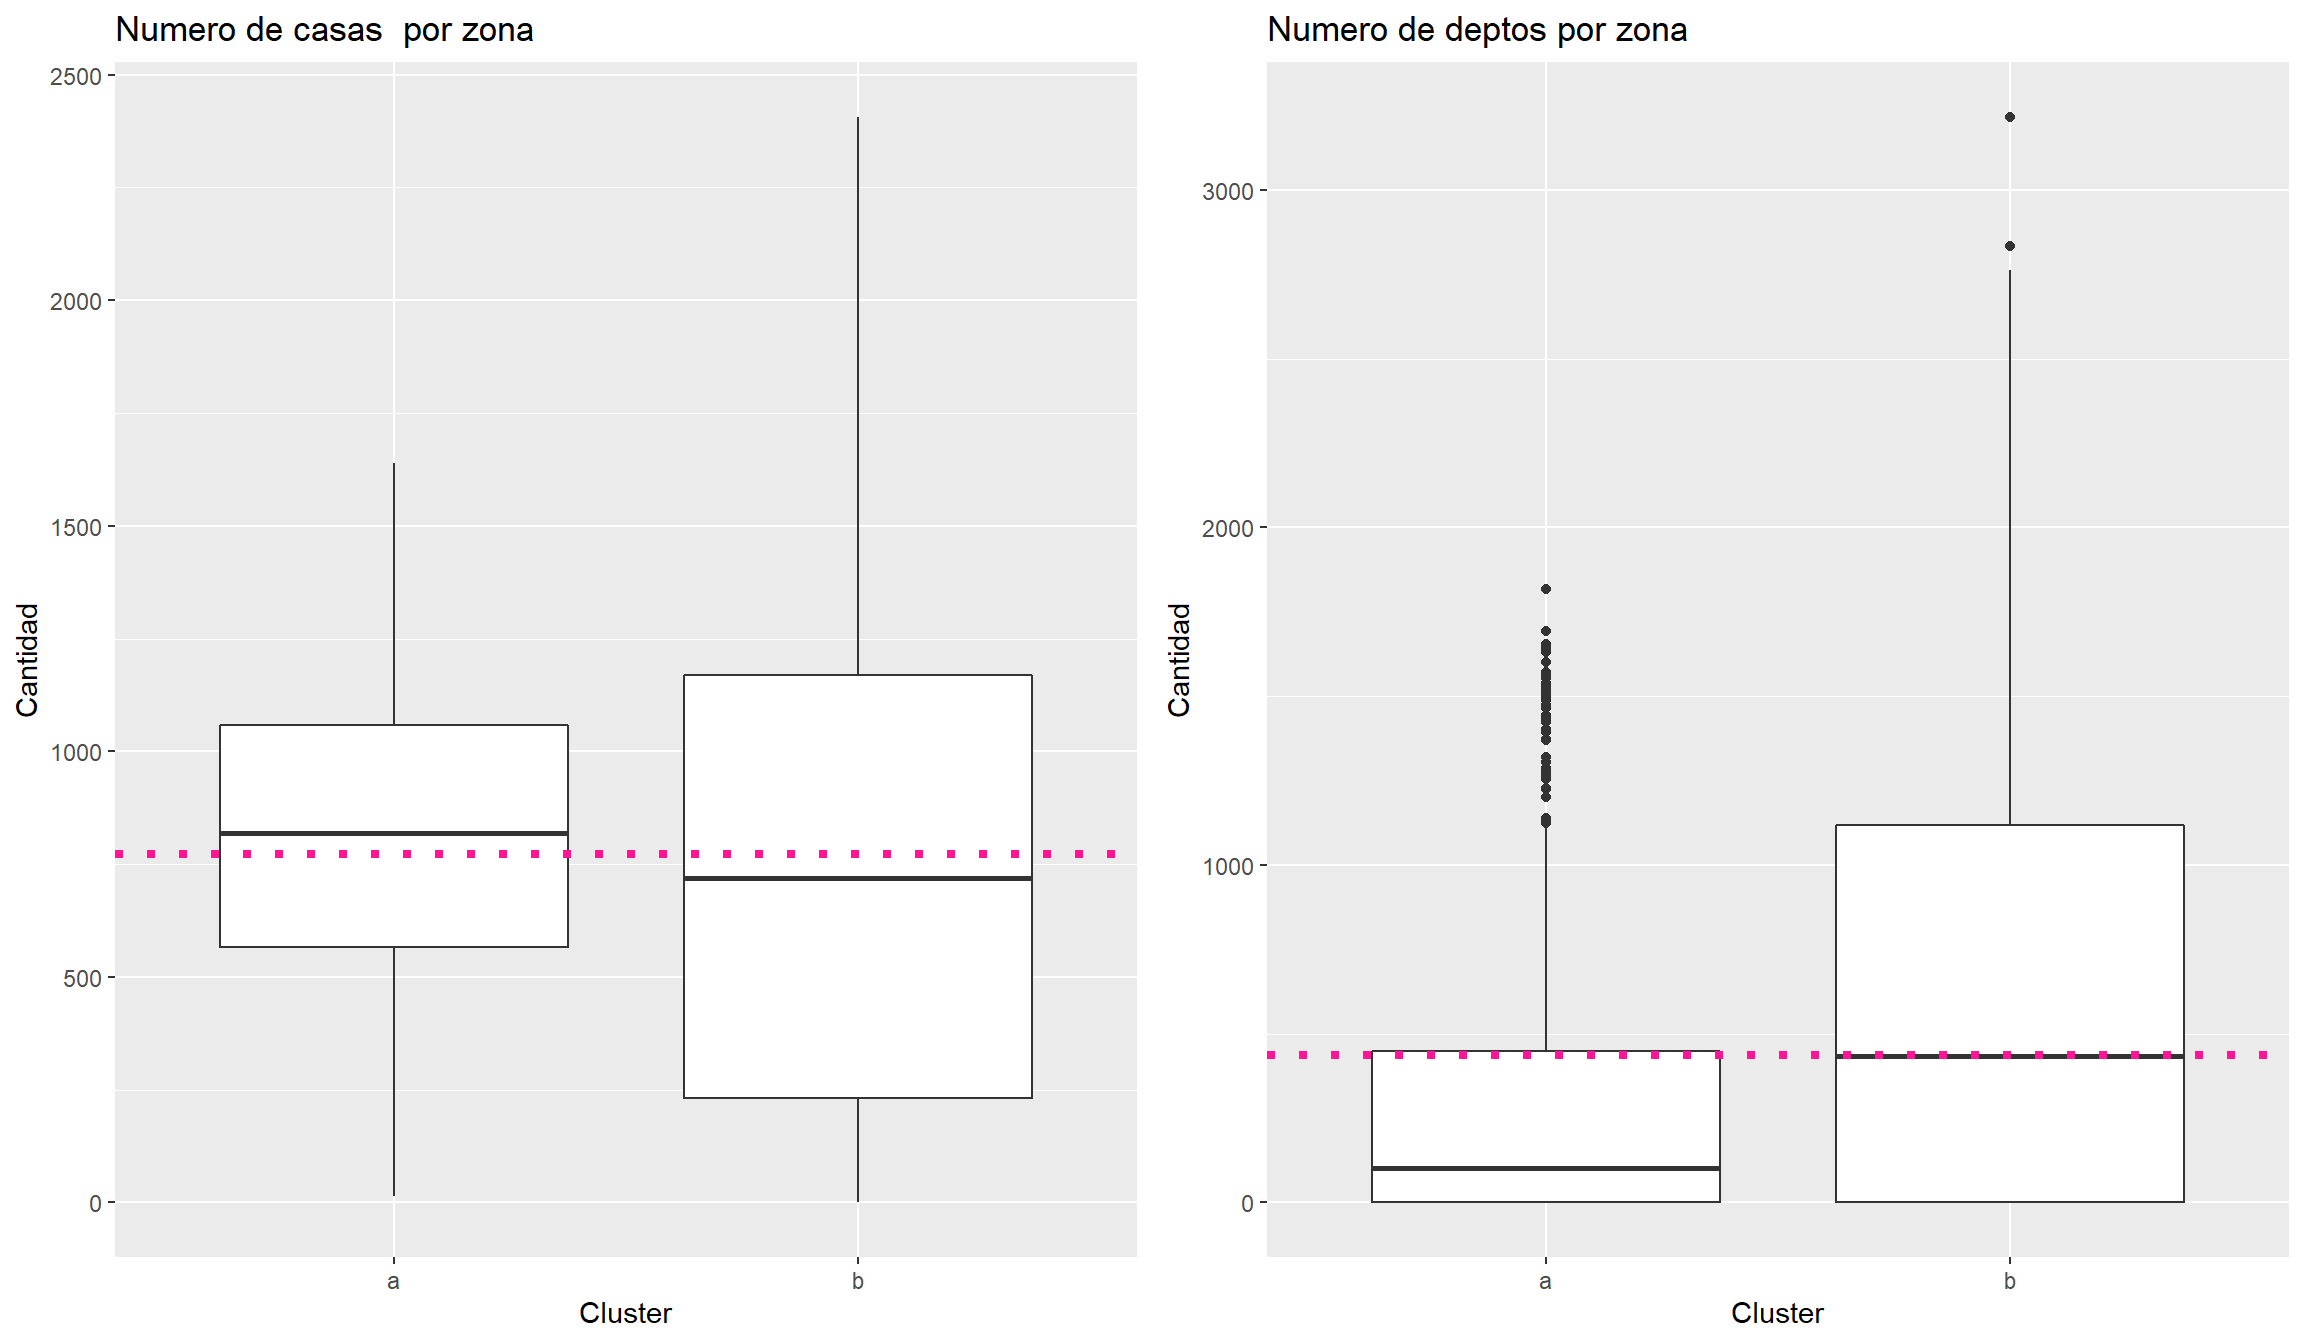 Numero de casas  por zona
2500
2000
1500
1000
500
0
Cantidad
a
b
Cluster
Numero de deptos por zona
3000
2000
1000
0
Cantidad
a
b
Cluster